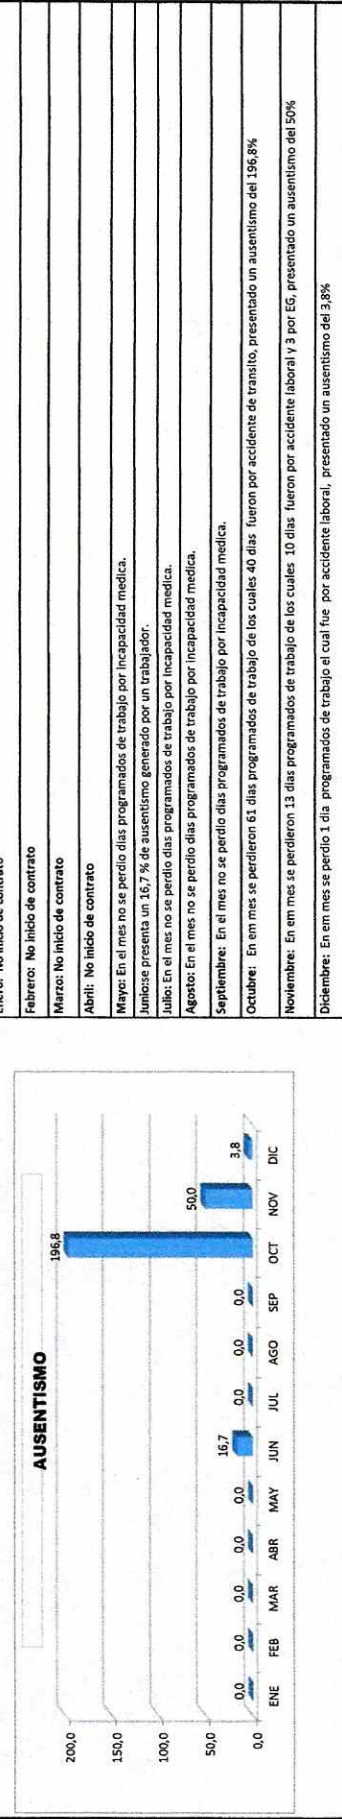 AUSENTISMO
200,0
150,0
100,0
50,0
0,0
0,0 0,0 0,0 0,0 0,0 16,7 0,0 0,0 0,0 196,8 50,0 3,8
ENE FEB MAR ABR MAY JUN JUL AGO SEP OCT NOV DIC
Enero: No inicio de contrato
Febrero: No inicio de contrato
Marzo: No inicio de contrato
Abril: No inicio de contrato
Mayo: En el mes no se perdio dias programados de trabajo por incapacidad medica.
Junio:se presenta un 16,7 % de ausentismo generado por un trabajador.
Julio: En el mes no se perdio dias programados de trabajo por incapacidad medica.
Agosto: En el mes no se perdio dias programados de trabajo por incapacidad medica.
Septiembre: En el mes no se perdio dias programados de trabajo por incapacidad medica.
Octubre: En em mes se perdieron 61 dias programados de trabajo de los cuales 40 dias fueron por accidente de transito, presentado un ausentismo del 196,8%
Noviembre: En em mes se perdieron 13 dias programados de trabajo de los cuales 10 dias fueron por accidente laboral y 3 por EG, presentado un ausentismo del 50%
Diciembre: En em mes se perdio 1 dia programados de trabajo el cual fue por accidente laboral, presentado un ausentismo del 3,8%